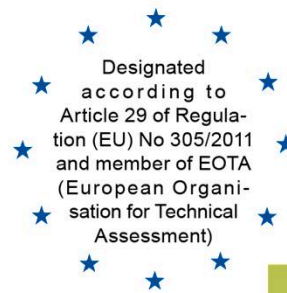 Designated
according to
Article 29 of Regula-
tion (EU) No 305/2011
and member of EOTA
(European Organi-
sation for Technical
Assessment)